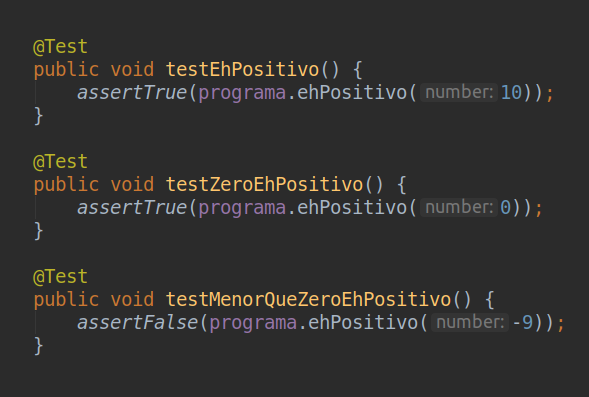 @Test
public void testEhPositivo() {
assertTrue(programa.ehPositivo( number: 10));
}
@Test
public void testZeroEhPositivo() {
assertTrue(programa.ehPositivo( number: 0));
}
@Test
public void testMenorQueZeroEhPositivo() {
assertFalse(programa.ehPositivo( number: -9));
}